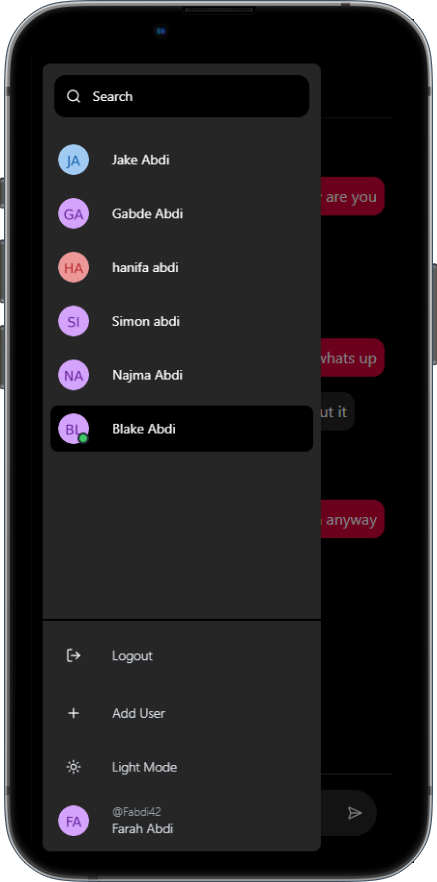 Search
JA Jake Abdi
GA Gabde Abdi
HA hanifa abdi
SI Simon abdi
NA Najma Abdi
BL Blake Abdi
are you
whats up
ut it
anyway
Logout
Add User
Light Mode
@Fabdi42
FA Farah Abdi